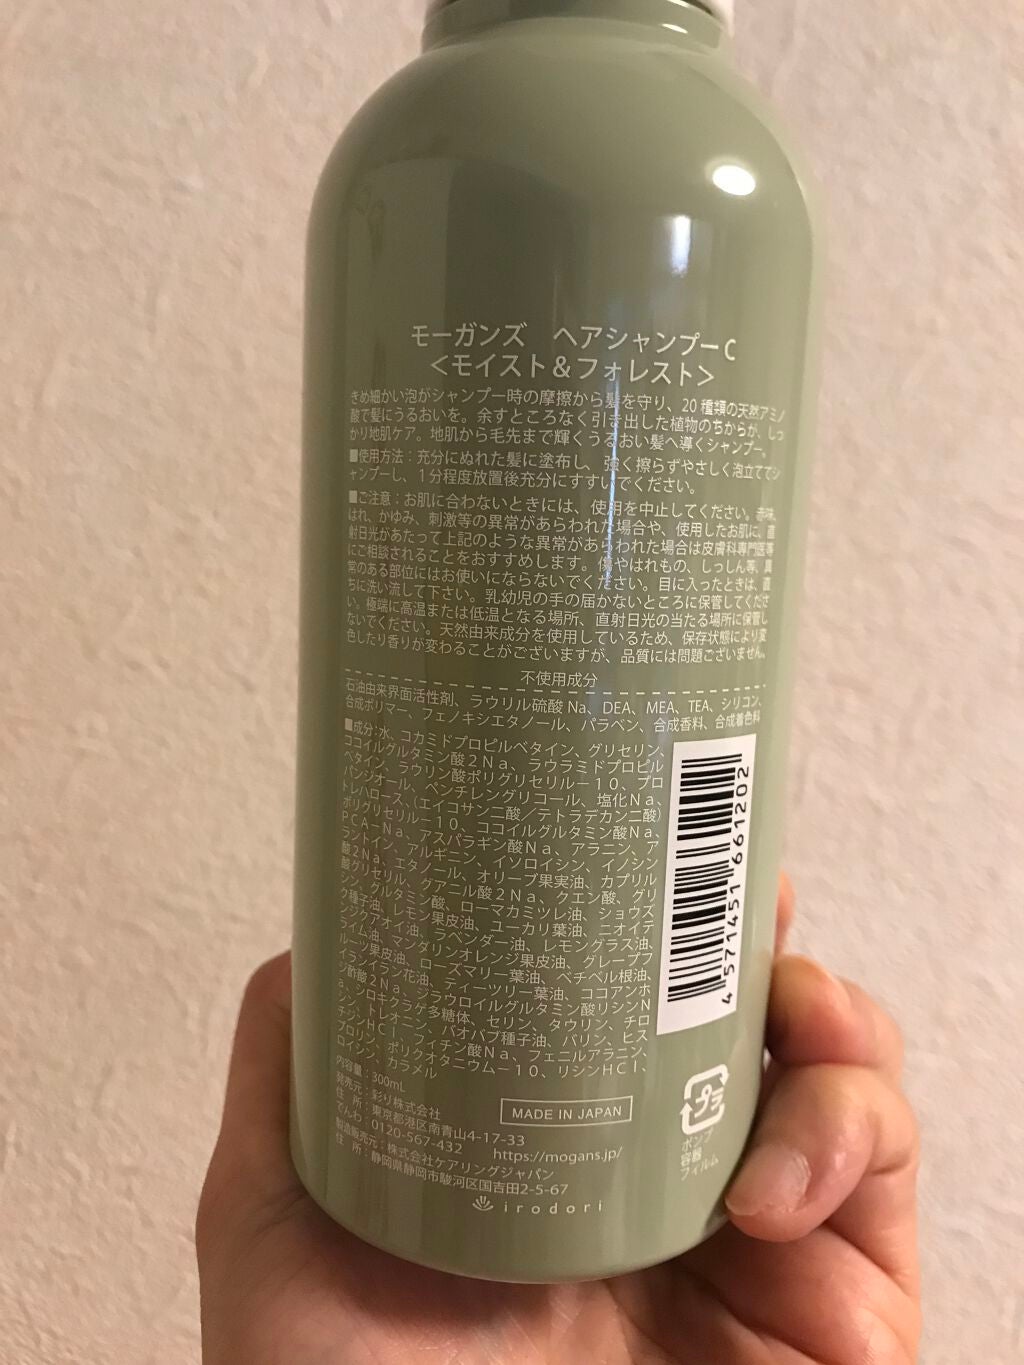 モーガンズ ヘアシャンプーC
<モイスト&フォレスト>
きめ細かい泡がシャンプー時の摩擦から髪を守り、20種類の天然アミノ
酸で髪にうるおいを。余すところなく引き出した植物のちからが、しっ
かり地肌ケア。地肌から毛先まで輝くうるおい髪へ導くシャンプー。
■使用方法：充分にぬれた髪に塗布し、強く擦らずやさしく泡立ててシ
ャンプーし、1分程度放置後充分にすすいでください。
■ご注意：お肌に合わないときには、使用を中止してください。赤味、
はれ、かゆみ、刺激等の異常があらわれた場合や、使用したお肌に、直
射日光があたって上記のような異常があらわれた場合は皮膚科専門医等
にご相談されることをおすすめします。傷やはれもの、しっしん等、異
常のある部位にはお使いにならないでください。目に入ったときは、直
ちに洗い流して下さい。乳幼児の手の届かないところに保管してくださ
い。極端に高温または低温となる場所、直射日光の当たる場所に保管し
ないでください。天然由来成分を使用しているため、保存状態により変
色したり香りが変わることがございますが、品質には問題ございません。
不使用成分
石油由来界面活性剤、ラウリル硫酸Na、DEA、MEA、TEA、シリコン、
合成ポリマー、フェノキシエタノール、パラベン、合成香料、合成着色料
■成分：水、コカミドプロピルベタイン、グリセリン、
ココイルグルタミン酸2Na、ラウラミドプロピル
ベタイン、ラウリン酸ポリグリセリル－10、プロ
パンジオール、ペンチレングリコール、塩化Na、
トレハロース、(エイコサン二酸／テトラデカン二酸)
ポリグリセリル－10、ココイルグルタミン酸Na、
PCA－Na、アスパラギン酸Na、アラニン、ア
ラントイン、アルギニン、イソロイシン、イノシン
酸2Na、エタノール、オリーブ果実油、カプリル
酸グリセリル、グアニル酸2Na、クエン酸、グリ
シン、グルタミン酸、ローマカミツレ油、ショウズ
ク種子油、レモン果皮油、ユーカリ葉油、ニオイテ
ンジクアオイ油、ラベンダー油、レモングラス油、
ライム油、マンダリンオレンジ果皮油、グレープフ
ルーツ果皮油、ローズマリー葉油、ベチベル根油、
イランイラン花油、ティーツリー葉油、ココアンホ
ジ酢酸2Na、ジラウロイルグルタミン酸リシンN
a、シロキクラゲ多糖体、セリン、タウリン、チロ
シン、トレオニン、バオバブ種子油、バリン、ヒス
チジンHCl、フィチン酸Na、フェニルアラニン、
プロリン、ポリクオタニウム－10、リシンHCl、
ロイシン、カラメル
4 571451 661202
内容量：300mL
発売元：彩り株式会社
住 所：東京都港区南青山4-17-33
でんわ：0120-567-432 https://mogans.jp/
製造販売元：株式会社ケアリングジャパン
住 所：静岡県静岡市駿河区国吉田2-5-67
MADE IN JAPAN
プラ
ポンプ
容器
フィルム
irodori